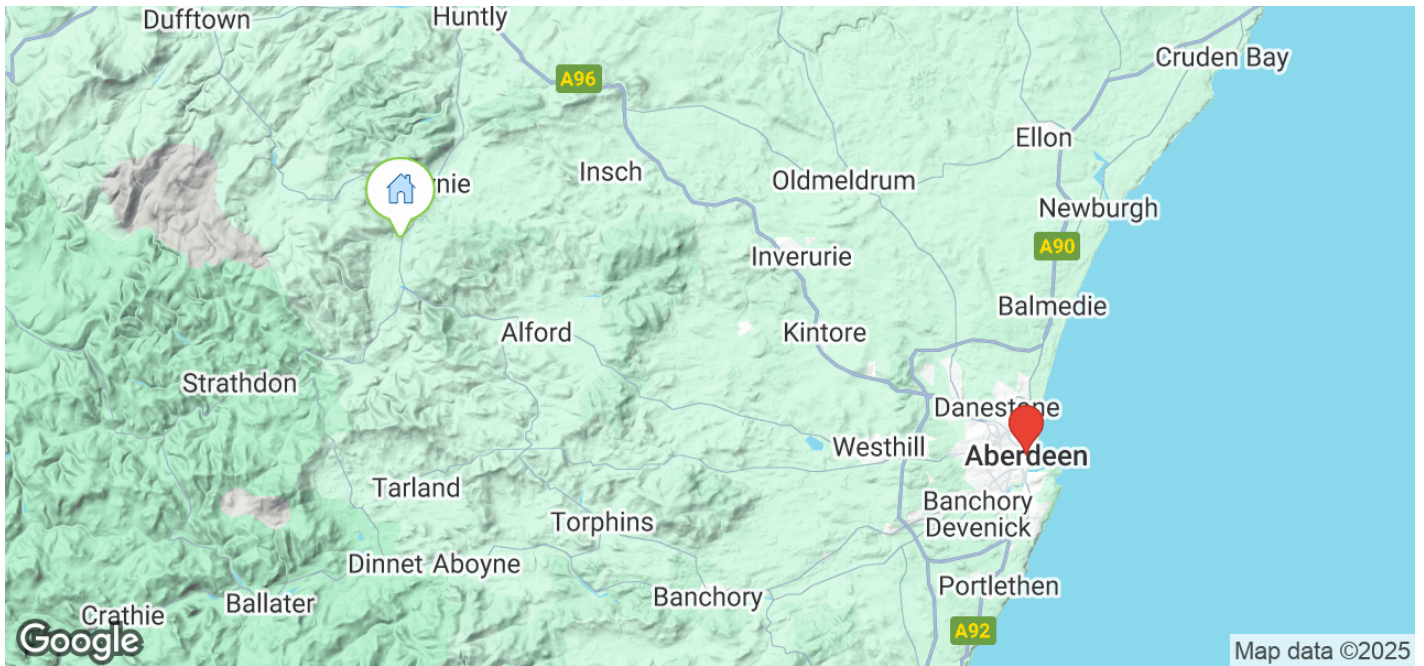 Dufftown
Huntly
Cruden Bay
A96
Ellon
Insch
Oldmeldrum
nie
Newburgh
A90
Inverurie
Balmedie
Alford
Kintore
Strathdon
Danestone
Westhill
Aberdeen
Tarland
Banchory
Devenick
Torphins
Dinnet
Aboyne
Portlethen
Banchory
Ballater
Crathie
A92
Google
Map data ©2025